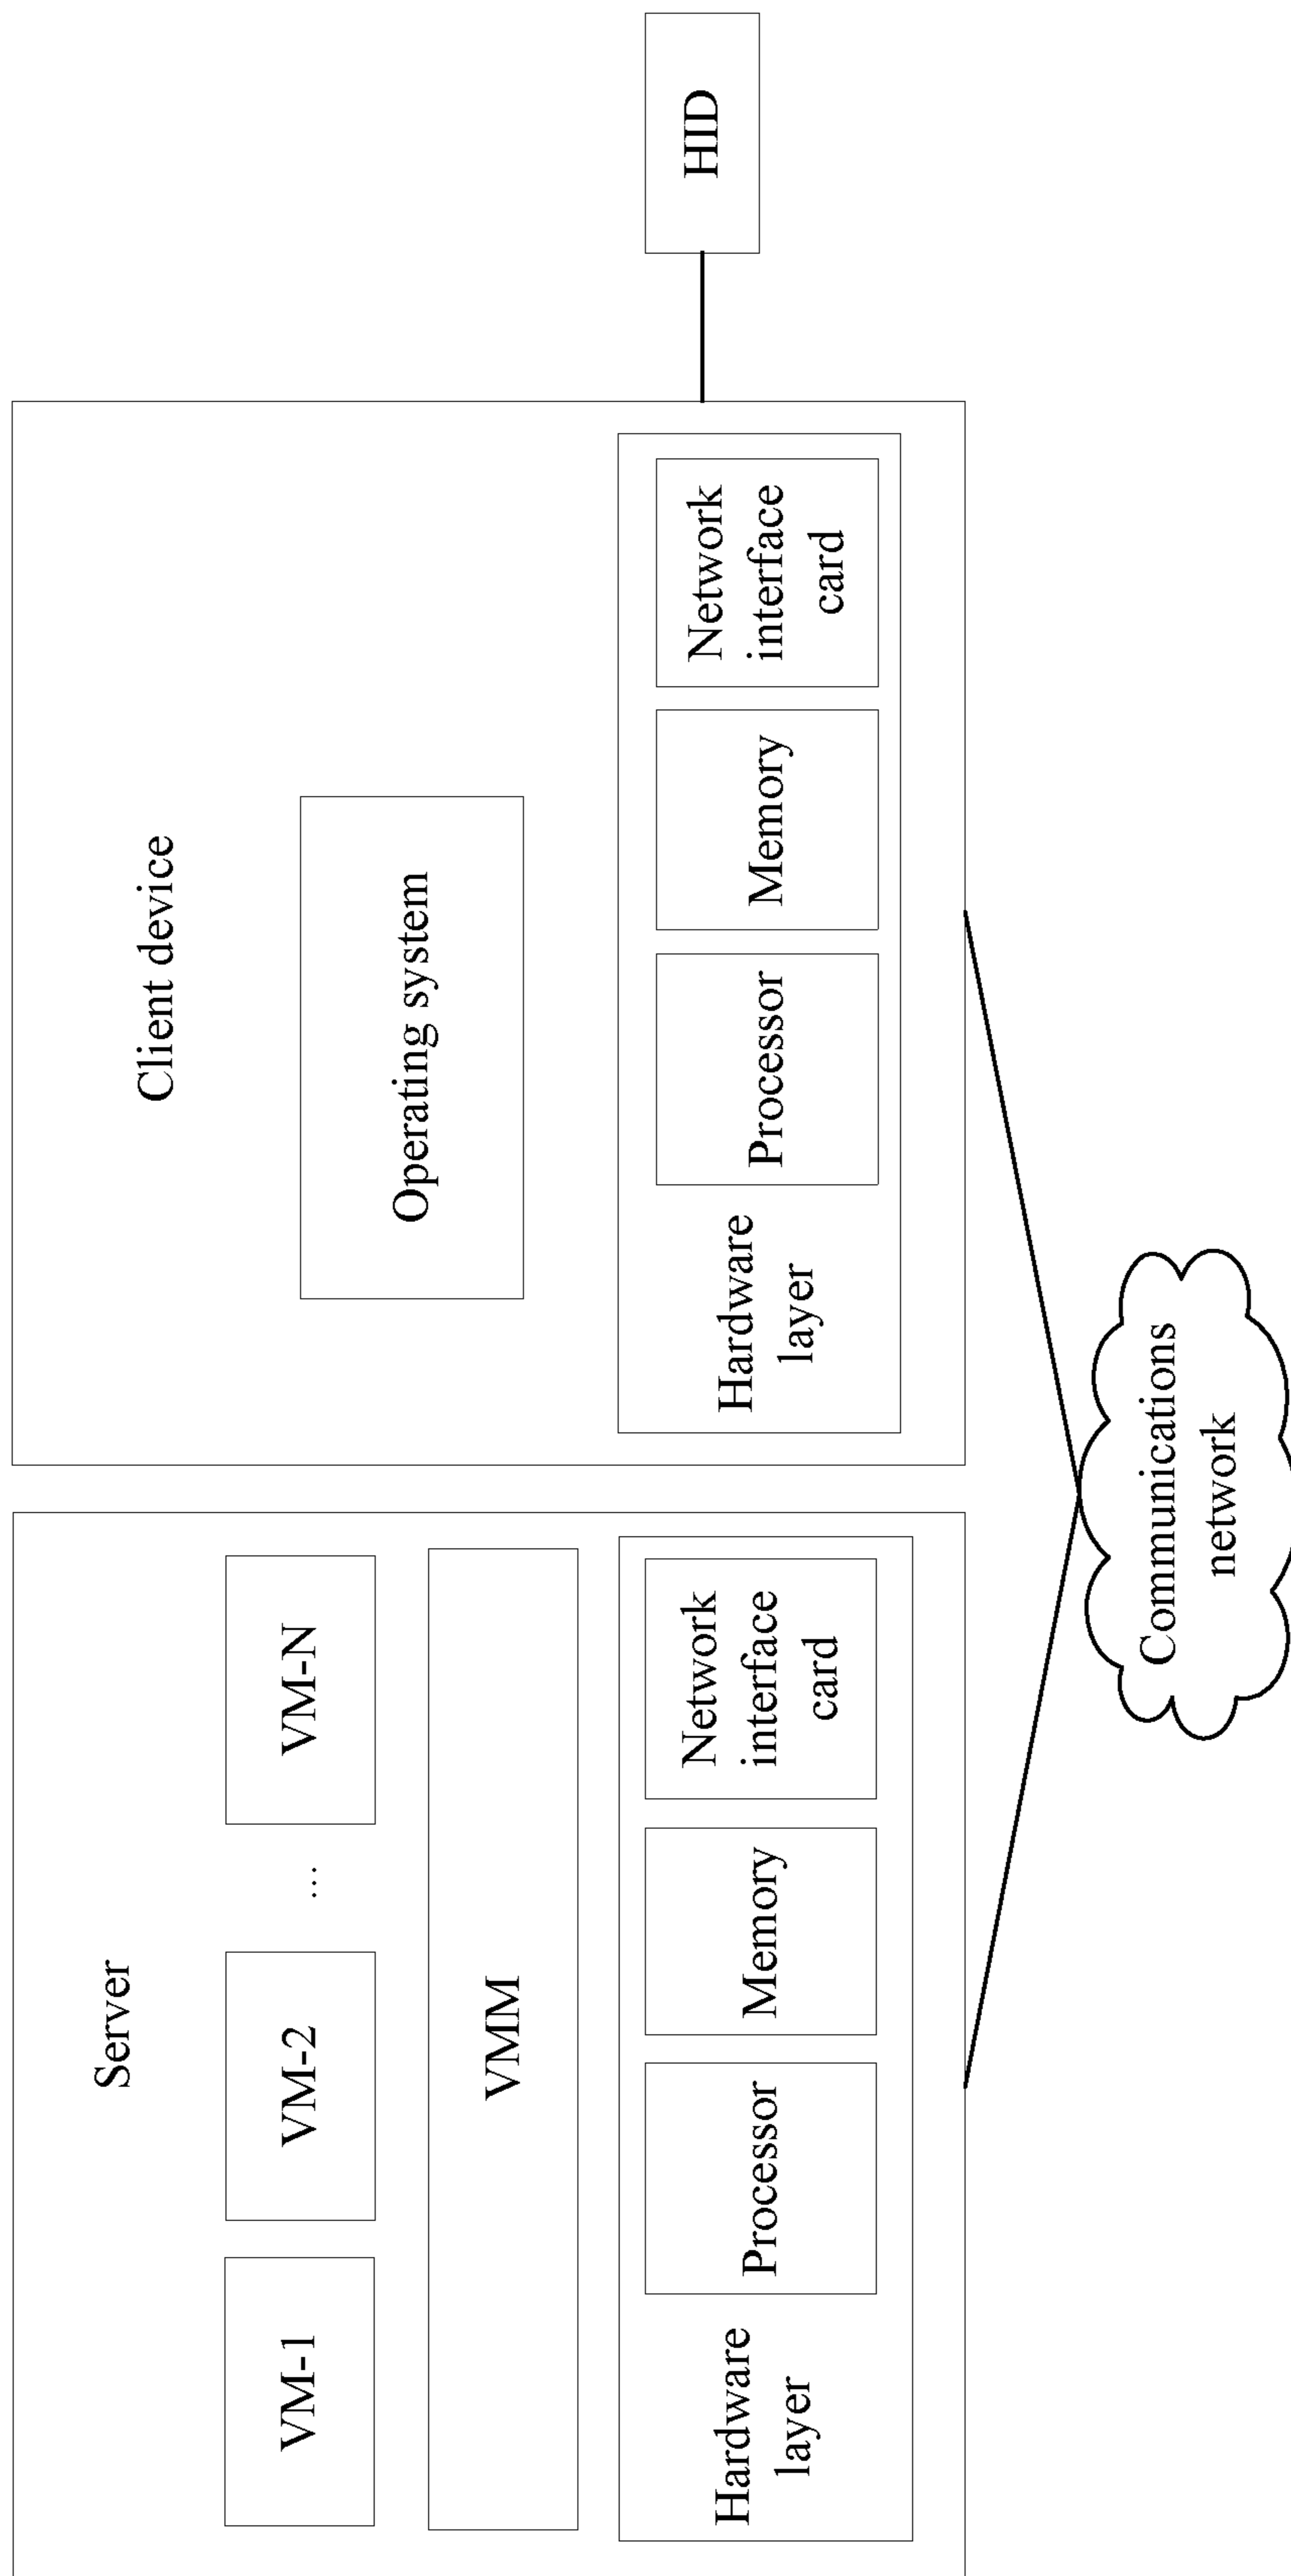 Server
VM-1
VM-2
...
VM-N
VMM
Hardware
layer
Processor
Memory
Network
interface
card
Client device
Operating system
Hardware
layer
Processor
Memory
Network
interface
card
HID
Communications
network